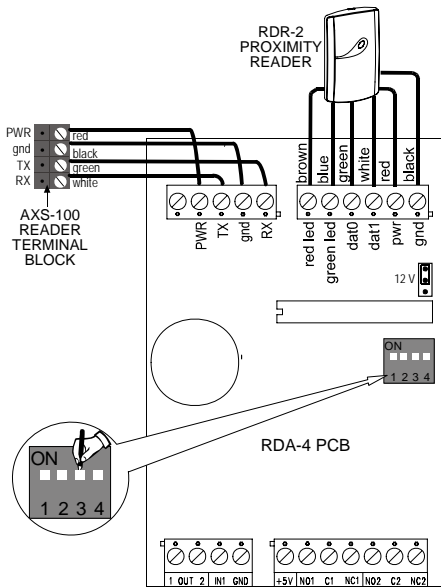 RDR-2
PROXIMITY
READER
PWR
gnd
TX
RX
red
black
green
white
AXS-100
READER
TERMINAL
BLOCK
PWR
TX
gnd
RX
brown
blue
green
white
red
black
red led
green led
dat0
dat1
pwr
gnd
12 V
ON
1 2 3 4
RDA-4 PCB
ON
1 2 3 4
1 OUT 2 IN1 GND
+5V NO1 C1 NC1 NO2 C2 NC2